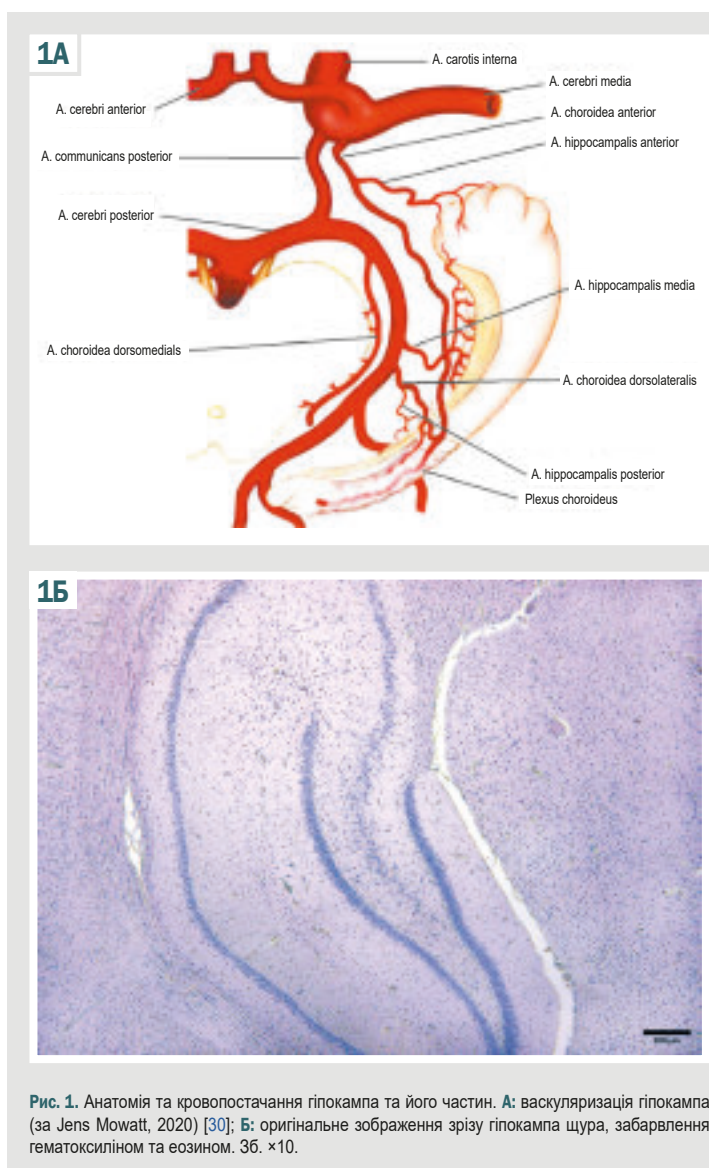 1А
A. carotis interna
A. cerebri media
A. cerebri anterior
A. choroidea anterior
A. hippocampalis anterior
A. communicans posterior
A. cerebri posterior
A. hippocampalis media
A. choroidea dorsomedials
A. choroidea dorsolateralis
A. hippocampalis posterior
Plexus choroideus
1Б
Рис. 1. Анатомія та кровопостачання гіпокампа та його частин. А: васкуляризація гіпокампа
(за Jens Mowatt, 2020) [30]; Б: оригінальне зображення зрізу гіпокампа щура, забарвлення
гематоксиліном та еозином. Зб. ×10.